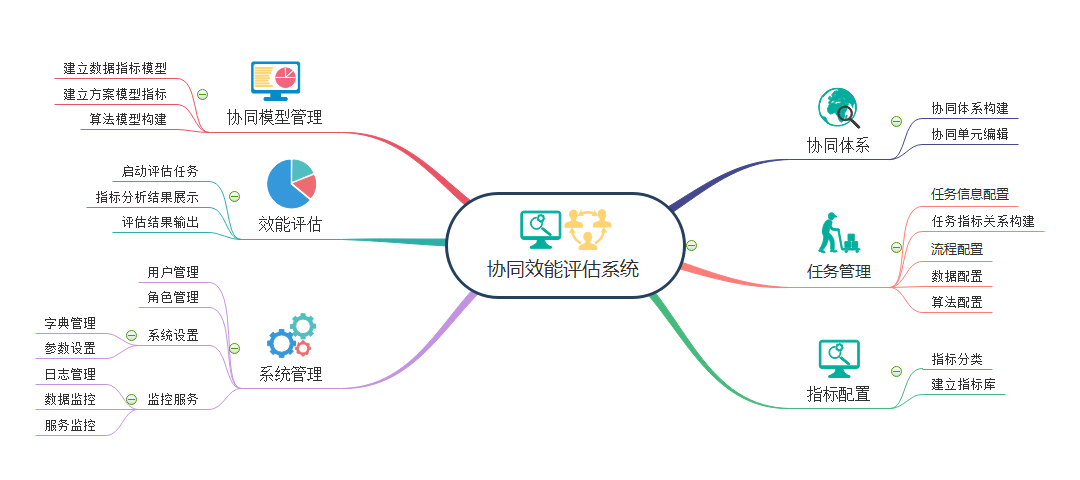 协同效能评估系统
协同模型管理
建立数据指标模型
建立方案模型指标
算法模型构建
效能评估
启动评估任务
指标分析结果展示
评估结果输出
系统管理
用户管理
角色管理
系统设置
字典管理
参数设置
监控服务
日志管理
数据监控
服务监控
协同体系
协同体系构建
协同单元编辑
任务管理
任务信息配置
任务指标关系构建
流程配置
数据配置
算法配置
指标配置
指标分类
建立指标库